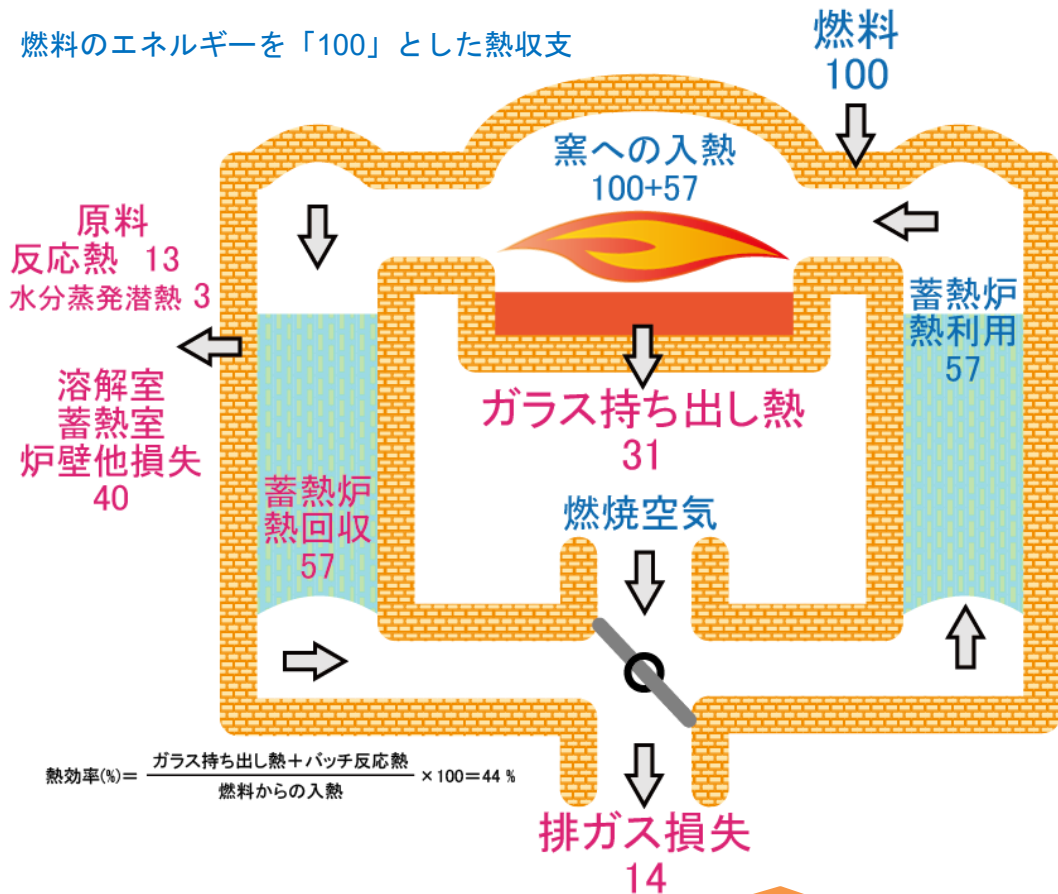 燃料のエネルギーを「100」とした熱収支
燃料
100
窯への入熱
100+57
原料
反応熱 13
水分蒸発潜熱 3
蓄熱炉
熱利用
57
溶解室
蓄熱室
炉壁他損失
40
ガラス持ち出し熱
31
蓄熱炉
熱回収
57
燃焼空気
熱効率(%)= ガラス持ち出し熱+バッチ反応熱 ×100=44 %
燃料からの入熱
排ガス損失
14